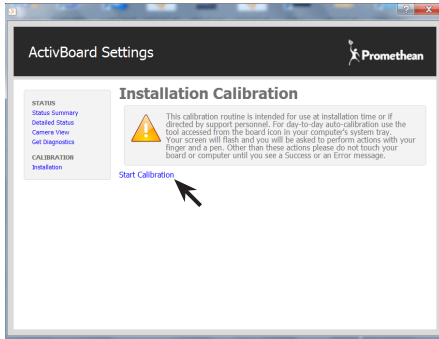 ActivBoard Settings
Promethean
STATUS
Status Summary
Detailed Status
Camera View
Get Diagnostics
CALIBRATION
Installation
Installation Calibration
This calibration routine is intended for use at installation time or if
directed by support personnel. For day-to-day auto-calibration use the
tool accessed from the board icon in your computer's system tray.
Your screen will flash and you will be asked to perform actions with your
finger and a pen. Other than these actions please do not touch your
board or computer until you see a Success or an Error message.
Start Calibration